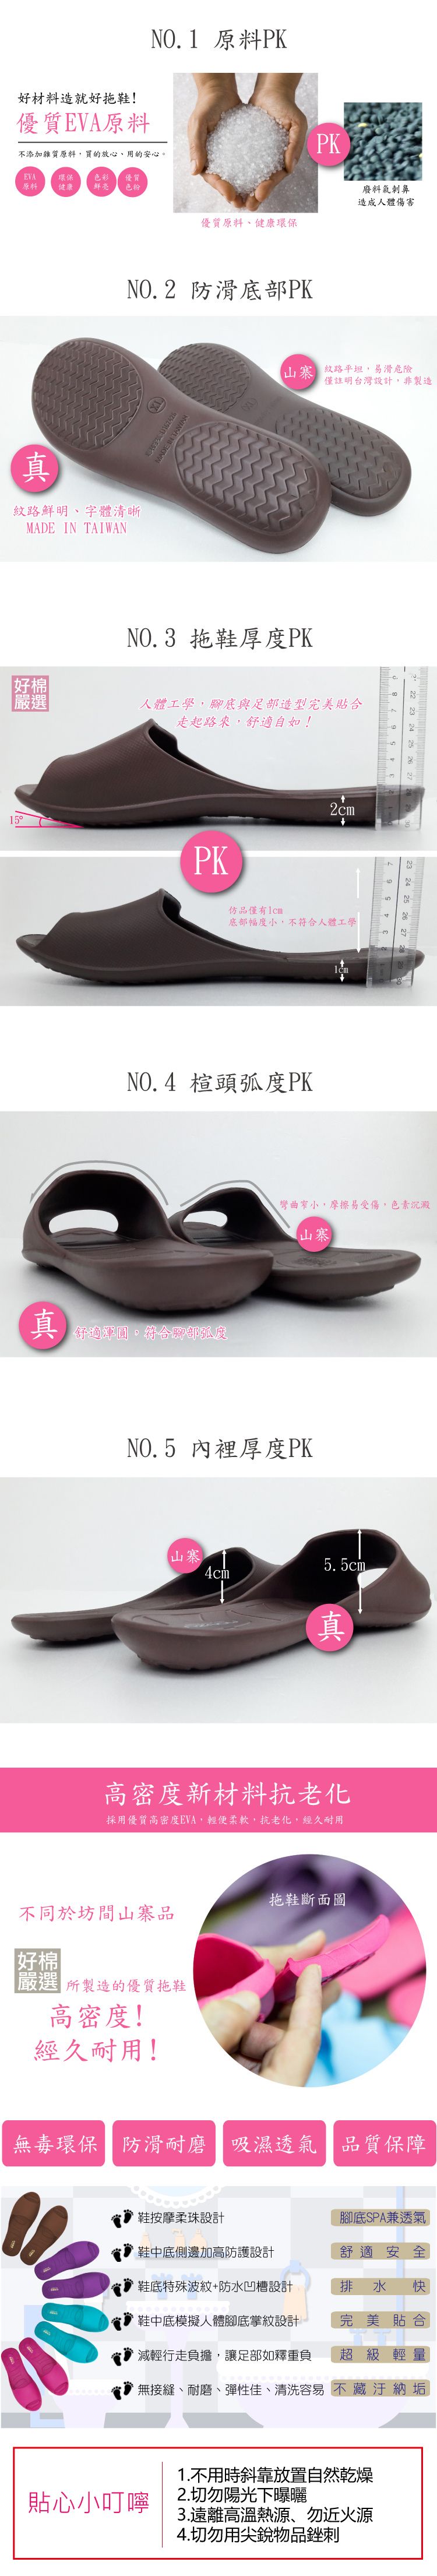 NO.1 原料PK
好材料造就好拖鞋!
優質EVA原料
不添加雜質原料，買的放心，用的安心。
EVA
原料
環保
健康
色彩
鮮亮
優質
色粉
PK
優質原料、健康環保
廢料氣刺鼻
造成人體傷害
NO.2 防滑底部PK
山寨
紋路平坦，易滑危險
僅註明台灣設計，非製造
真
紋路鮮明、字體清晰
MADE IN TAIWAN
NO.3 拖鞋厚度PK
好棉
嚴選
人體工學，腳底與足部造型完美貼合
走起路來，舒適自如！
2cm
15°
PK
仿品僅有1cm
底部幅度小，不符合人體工學
1cm
NO.4 楦頭弧度PK
彎曲窄小，摩擦易受傷，色素沉澱
山寨
真
舒適渾圓，符合腳部弧度
NO.5 內裡厚度PK
山寨
4cm
5.5cm
真
高密度新材料抗老化
採用優質高密度EVA，輕便柔軟，抗老化，經久耐用
拖鞋斷面圖
不同於坊間山寨品
好棉
嚴選
所製造的優質拖鞋
高密度!
經久耐用!
無毒環保 防滑耐磨 吸濕透氣 品質保障
鞋按摩柔珠設計 腳底SPA兼透氣
鞋中底側邊加高防護設計 舒適安全
鞋底特殊波紋+防水凹槽設計 排水快
鞋中底模擬人體腳底掌紋設計 完美貼合
減輕行走負擔，讓足部如釋重負 超級輕量
無接縫、耐磨、彈性佳、清洗容易 不藏汙納垢
貼心小叮嚀
1.不用時斜靠放置自然乾燥
2.切勿陽光下曝曬
3.遠離高溫熱源、勿近火源
4.切勿用尖銳物品銼刺